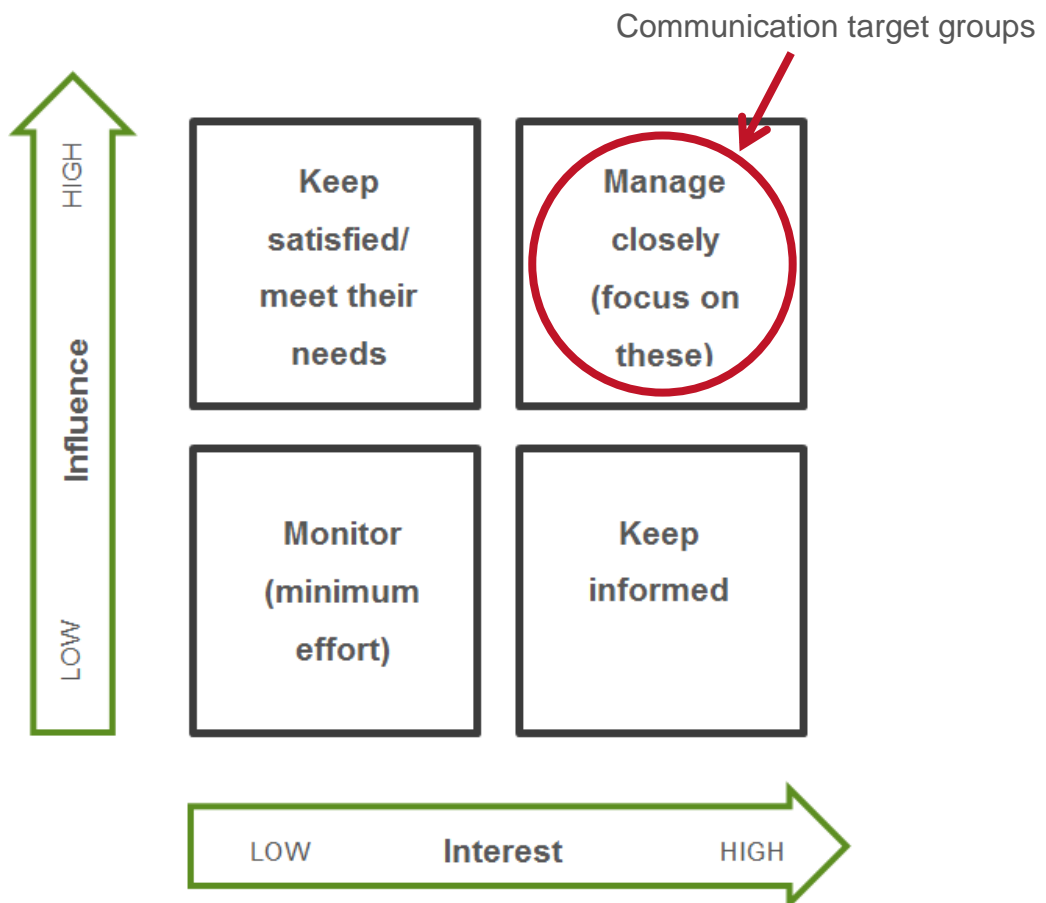 Communication target groups
HIGH
Influence
LOW
Keep
satisfied/
meet their
needs
Manage
closely
(focus on
these)
Monitor
(minimum
effort)
Keep
informed
LOW Interest HIGH